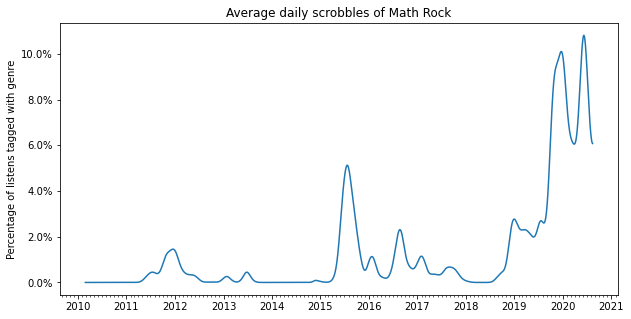 Average daily scrobbles of Math Rock
Percentage of listens tagged with genre
10.0%
8.0%
6.0%
4.0%
2.0%
0.0%
2010 2011 2012 2013 2014 2015 2016 2017 2018 2019 2020 2021